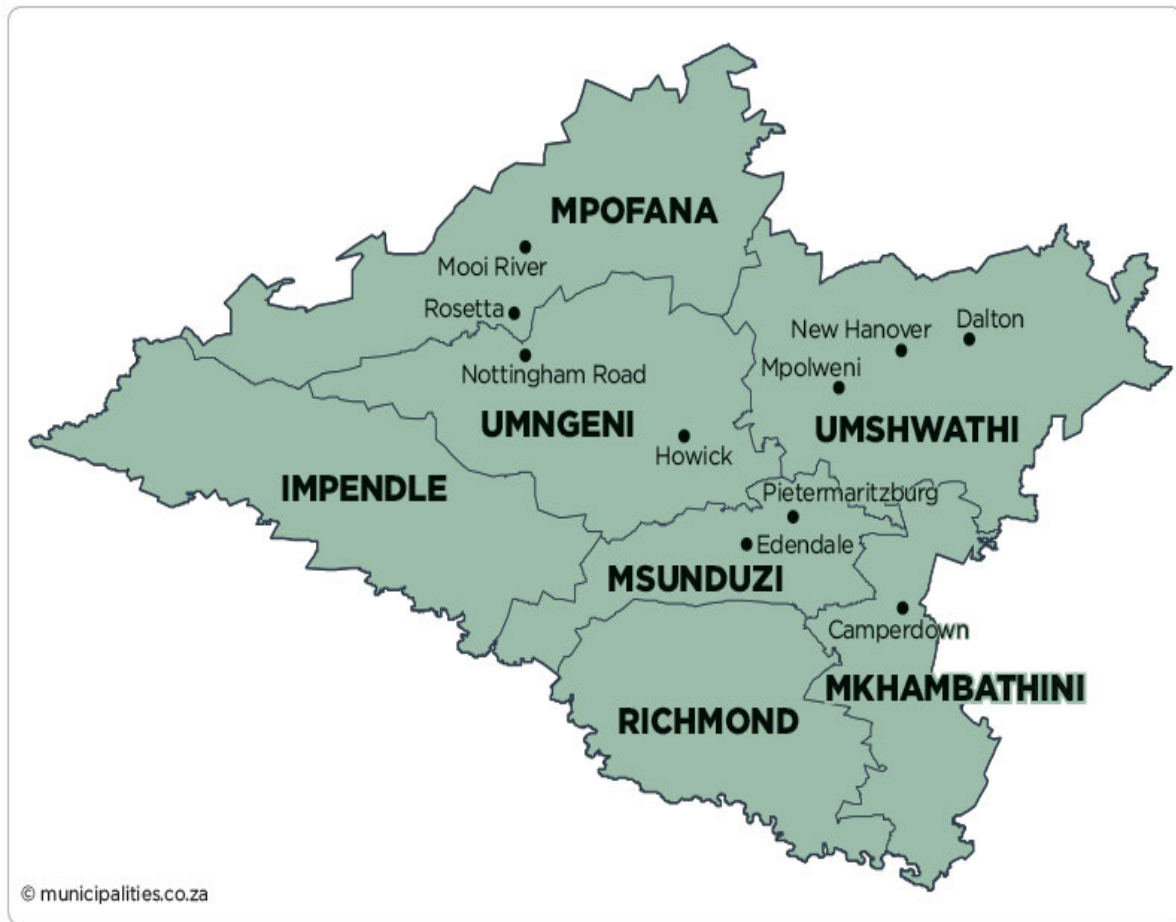 MPOFANA
Mooi River
Rosetta
New Hanover
Dalton
Mpolweni
Nottingham Road
UMNGENI
UMSHWATHI
Howick
IMPENDLE
Pietermaritzburg
Edendale
MSUNDUZI
Camperdown
MKHAMBATHINI
RICHMOND
© municipalities.co.za